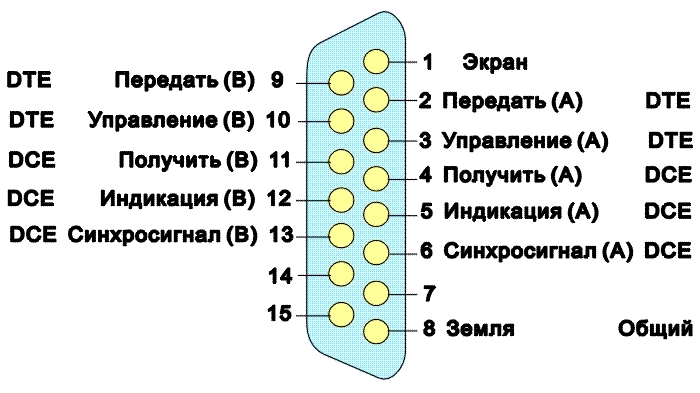 1 Экран
DTE Передать (B) 9
2 Передать (A) DTE
DTE Управление (B) 10
3 Управление (A) DTE
DCE Получить (B) 11
4 Получить (A) DCE
DCE Индикация (B) 12
5 Индикация (A) DCE
DCE Синхросигнал (B) 13
6 Синхросигнал (A) DCE
14
7
15
8 Земля Общий